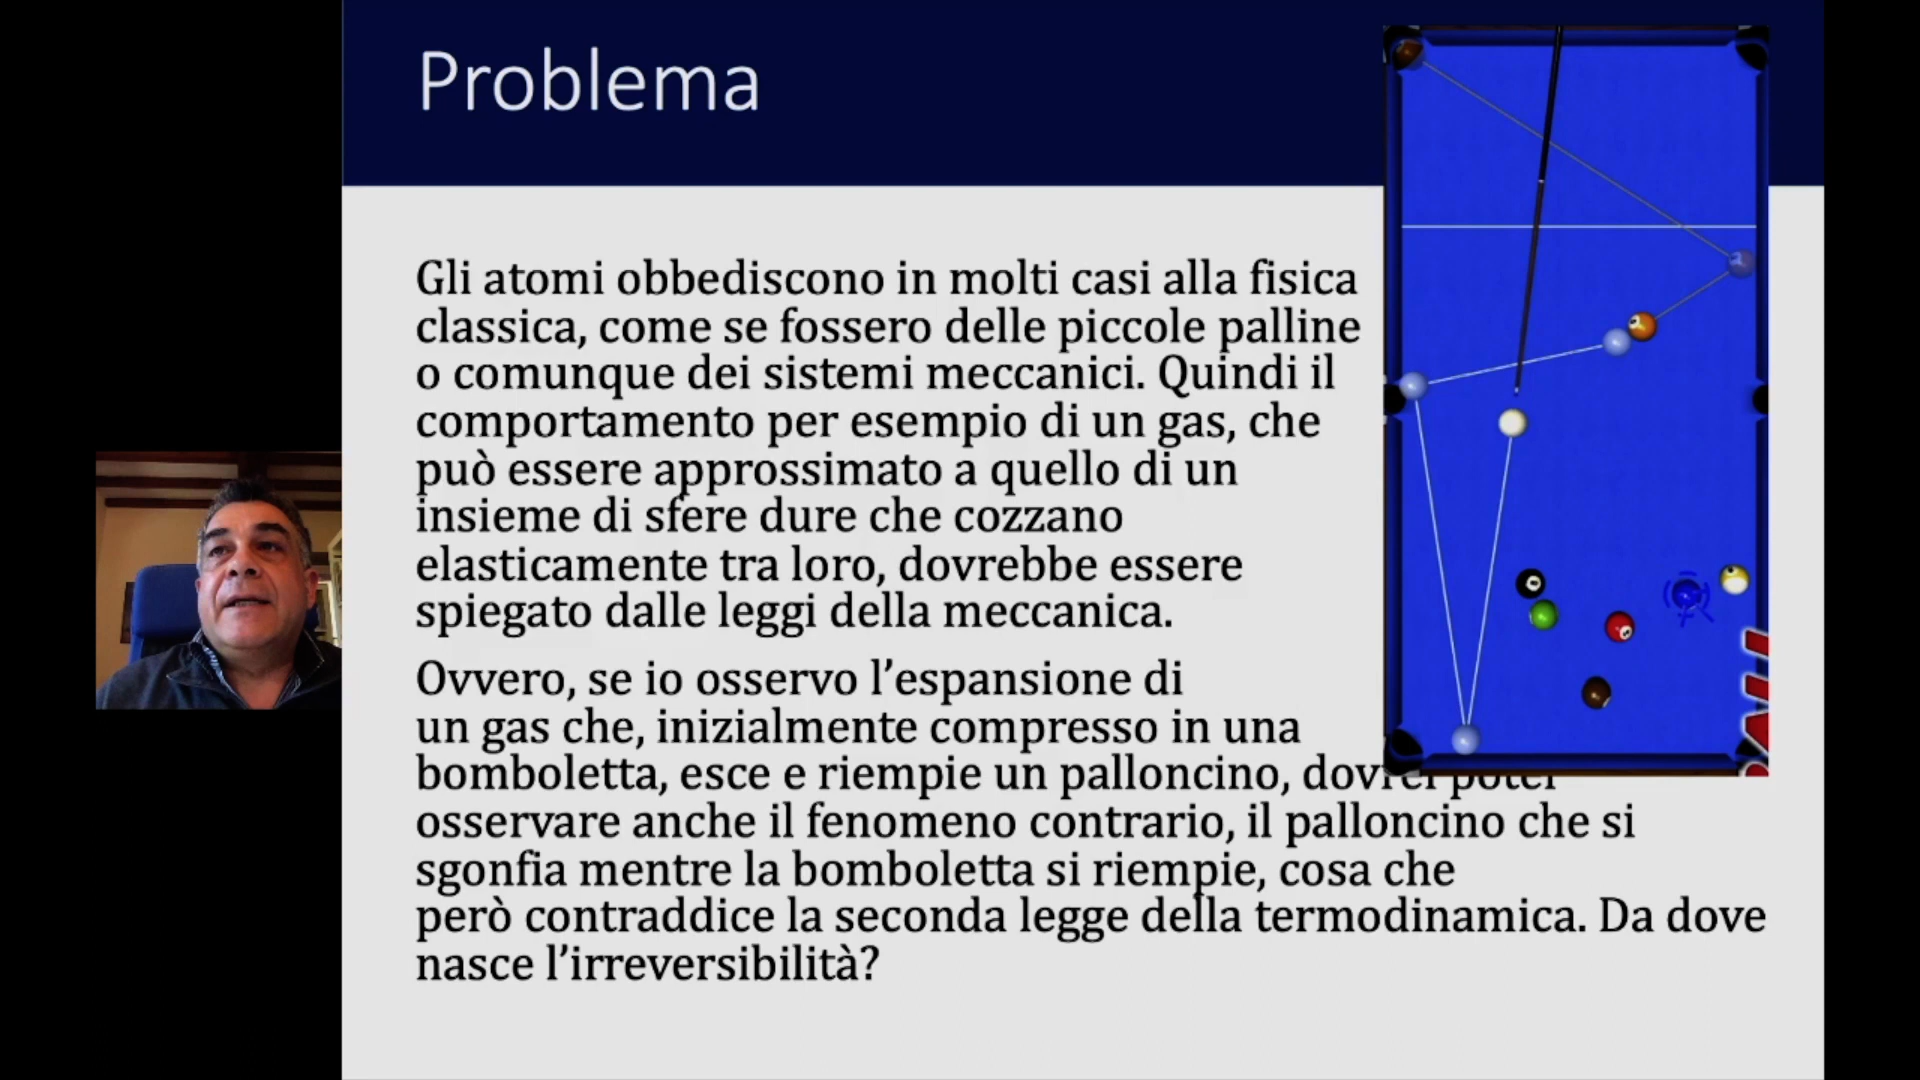 Problema
Gli atomi obbediscono in molti casi alla fisica
classica, come se fossero delle piccole palline
o comunque dei sistemi meccanici. Quindi il
comportamento per esempio di un gas, che
può essere approssimato a quello di un
insieme di sfere dure che cozzano
elasticamente tra loro, dovrebbe essere
spiegato dalle leggi della meccanica.
Ovvero, se io osservo l’espansione di
un gas che, inizialmente compresso in una
bomboletta, esce e riempie un palloncino, dovrei poter
osservare anche il fenomeno contrario, il palloncino che si
sgonfia mentre la bomboletta si riempie, cosa che
però contraddice la seconda legge della termodinamica. Da dove
nasce l’irreversibilità?